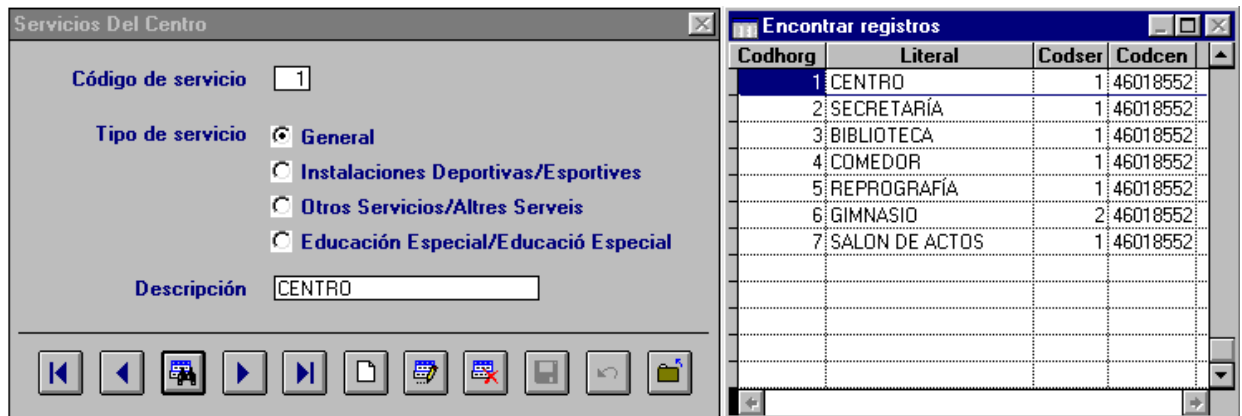 Servicios Del Centro
Código de servicio 1
Tipo de servicio General
Instalaciones Deportivas/Esportives
Otros Servicios/Altres Serveis
Educación Especial/Educació Especial
Descripción CENTRO
Encontrar registros
Codhorg Literal Codser Codcen
1 CENTRO 1 46018552
2 SECRETARÍA 1 46018552
3 BIBLIOTECA 1 46018552
4 COMEDOR 1 46018552
5 REPROGRAFÍA 1 46018552
6 GIMNASIO 2 46018552
7 SALON DE ACTOS 1 46018552